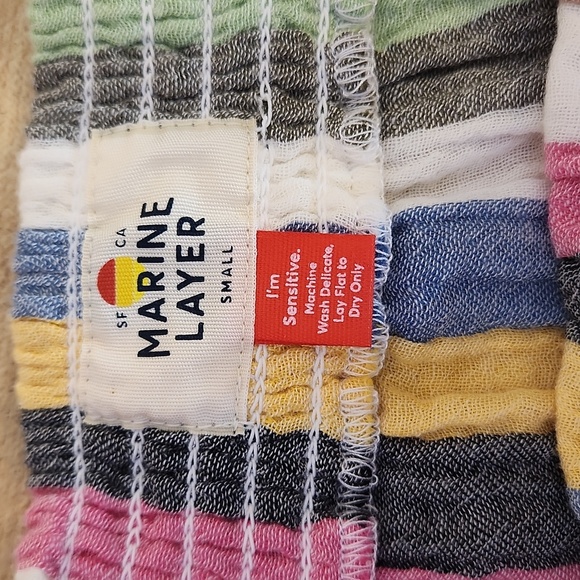 SF CA
MARINE
LAYER
SMALL
I'm
Sensitive.
Machine
Wash Delicate,
Lay Flat to
Dry Only